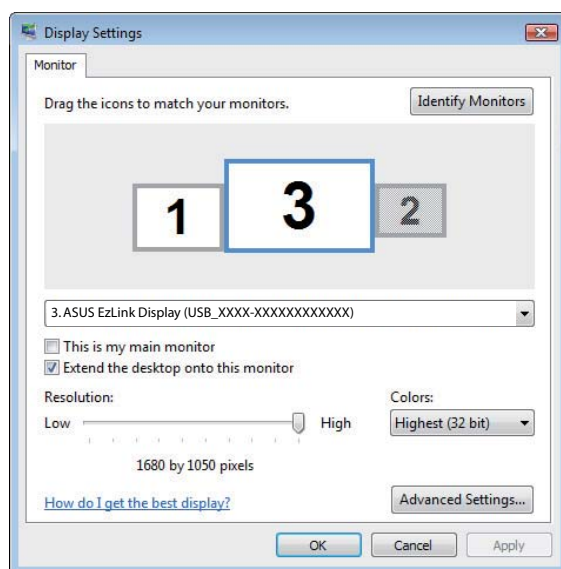 Display Settings
Monitor
Drag the icons to match your monitors.
Identify Monitors
1
3
2
3. ASUS EzLink Display (USB_XXXX-XXXXXXXXXXXX)
This is my main monitor
Extend the desktop onto this monitor
Resolution:
Colors:
Low
High
Highest (32 bit)
1680 by 1050 pixels
How do I get the best display?
Advanced Settings...
OK
Cancel
Apply